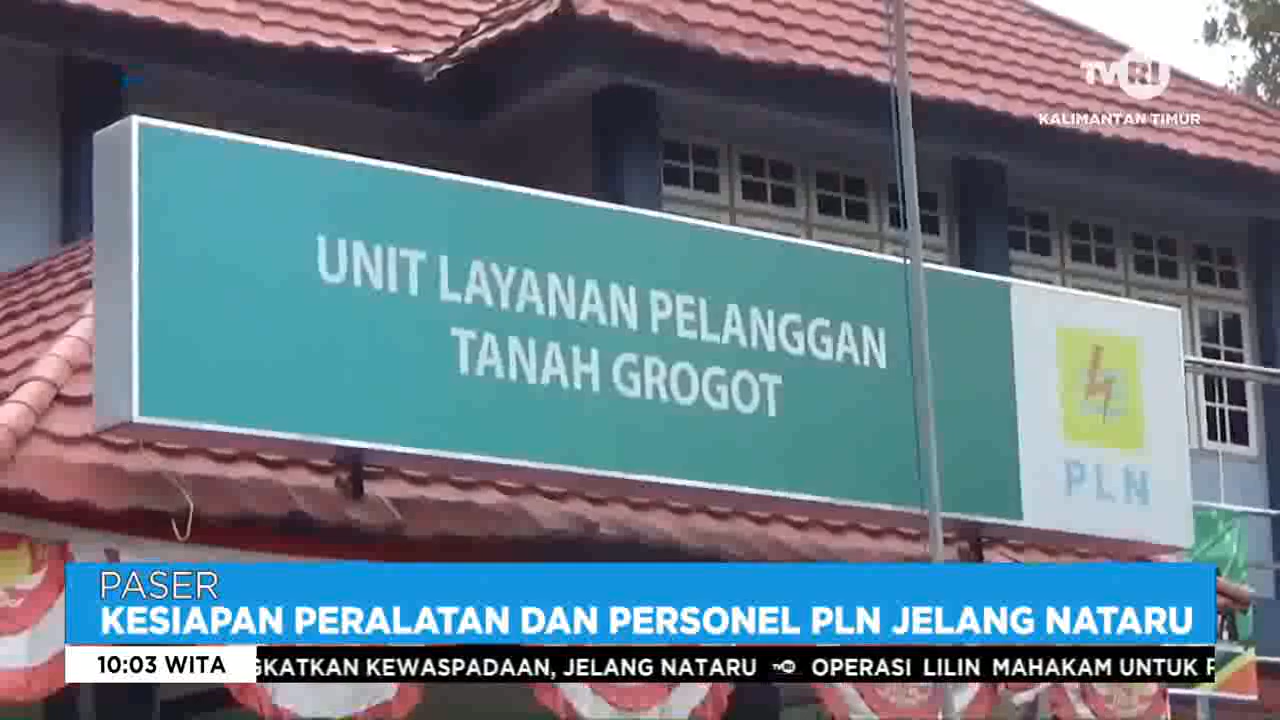 TVRI
KALIMANTAN TIMUR
UNIT LAYANAN PELANGGAN
TANAH GROGOT
PLN
PASER
KESIAPAN PERALATAN DAN PERSONEL PLN JELANG NATARU
10:03 WITA
GKATKAN KEWASPADAAN, JELANG NATARU TVRI OPERASI LILIN MAHAKAM UNTUK P